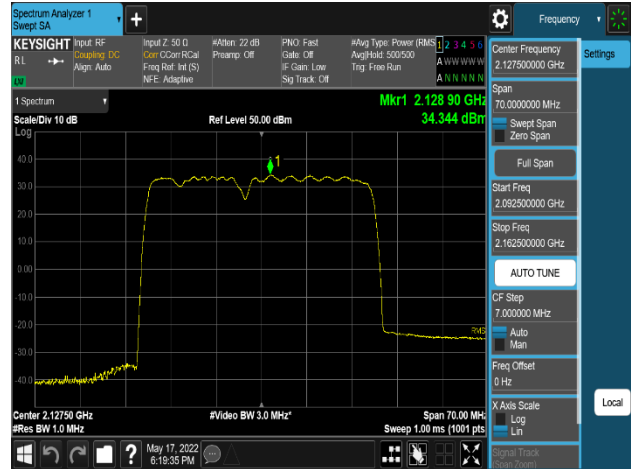 Spectrum Analyzer 1
Swept SA
+
Frequency
KEYSIGHT
RL
Input: RF
Coupling: DC
Align: Auto
Input Z: 50 Ω
Corr CCorr RCal
Freq Ref: Int (S)
NFE: Adaptive
#Atten: 22 dB
Preamp: Off
PNO: Fast
Gate: Off
IF Gain: Low
Sig Track: Off
#Avg Type: Power (RMS
Avg|Hold: 500/500
Trig: Free Run
1 2 3 4 5 6
A W W W W W
A N N N N N
1 Spectrum
Scale/Div 10 dB
Log
Ref Level 50.00 dBm
Mkr1 2.128 90 GHz
34.344 dBm
1
40.0
30.0
20.0
10.0
0.00
-10.0
-20.0
-30.0
-40.0
RMS
Center 2.12750 GHz
#Res BW 1.0 MHz
#Video BW 3.0 MHz*
Span 70.00 MHz
Sweep 1.00 ms (1001 pts)
Center Frequency
2.127500000 GHz
Settings
Span
70.0000000 MHz
Swept Span
Zero Span
Full Span
Start Freq
2.092500000 GHz
Stop Freq
2.162500000 GHz
AUTO TUNE
CF Step
7.000000 MHz
Auto
Man
Freq Offset
0 Hz
X Axis Scale
Log
Lin
Local
Signal Track
(Span Zoom)
?
May 17, 2022
6:19:35 PM